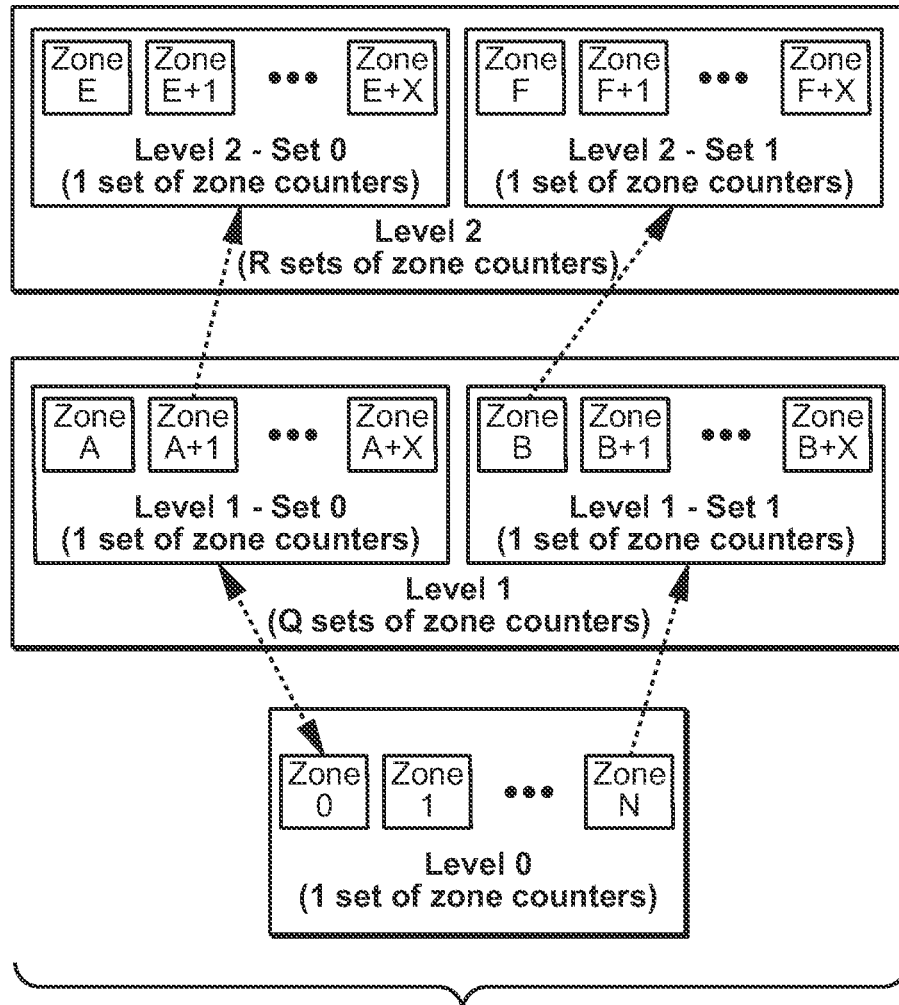 Zone E Zone E+1 ••• Zone E+X
Level 2 - Set 0
(1 set of zone counters)
Zone F Zone F+1 ••• Zone F+X
Level 2 - Set 1
(1 set of zone counters)
Level 2
(R sets of zone counters)
Zone A Zone A+1 ••• Zone A+X
Level 1 - Set 0
(1 set of zone counters)
Zone B Zone B+1 ••• Zone B+X
Level 1 - Set 1
(1 set of zone counters)
Level 1
(Q sets of zone counters)
Zone 0 Zone 1 ••• Zone N
Level 0
(1 set of zone counters)